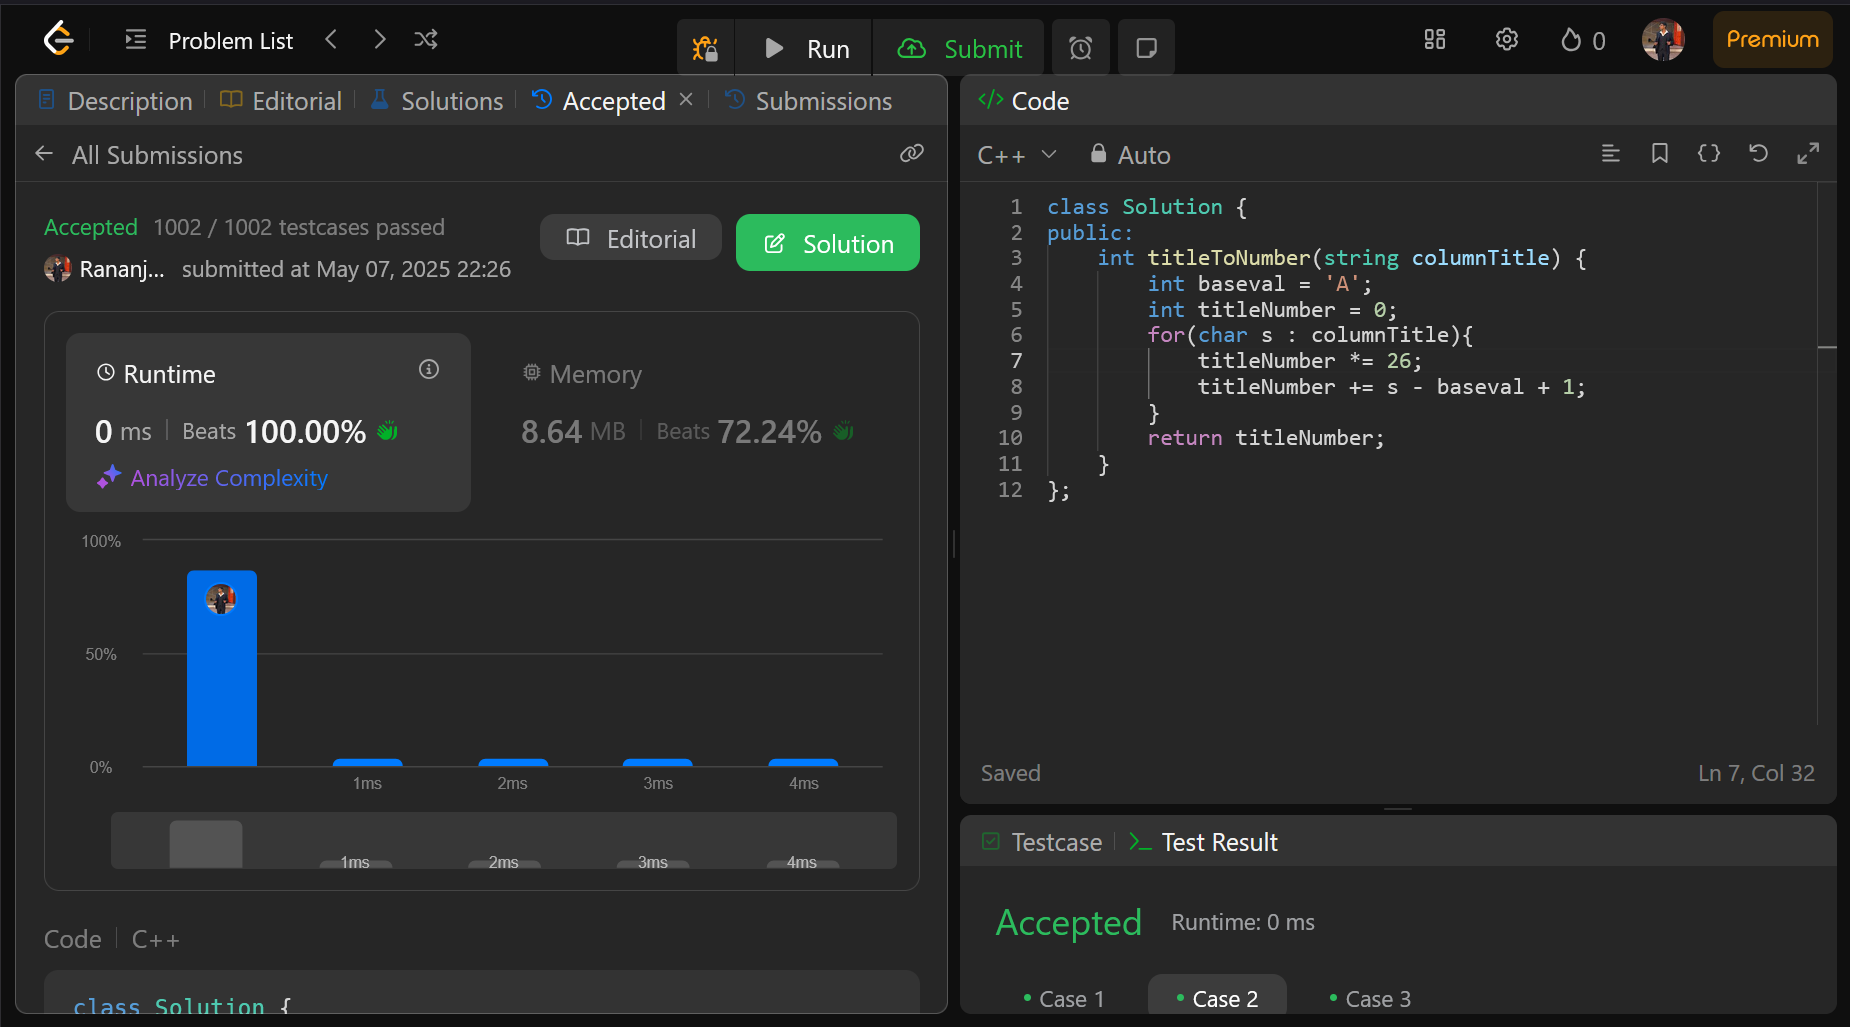 Problem List
Run
Submit
0
Premium
Description
Editorial
Solutions
Accepted
Submissions
All Submissions
Accepted 1002 / 1002 testcases passed
Rananj... submitted at May 07, 2025 22:26
Editorial
Solution
Runtime
0 ms Beats 100.00%
Analyze Complexity
Memory
8.64 MB Beats 72.24%
100%
50%
0%
1ms 2ms 3ms 4ms
1ms 2ms 3ms 4ms
Code C++
class Solution {
</> Code
C++ Auto
1 class Solution {
2 public:
3     int titleToNumber(string columnTitle) {
4         int baseval = 'A';
5         int titleNumber = 0;
6         for(char s : columnTitle){
7             titleNumber *= 26;
8             titleNumber += s - baseval + 1;
9         }
10         return titleNumber;
11     }
12 };
Saved
Ln 7, Col 32
Testcase
Test Result
Accepted Runtime: 0 ms
Case 1
Case 2
Case 3